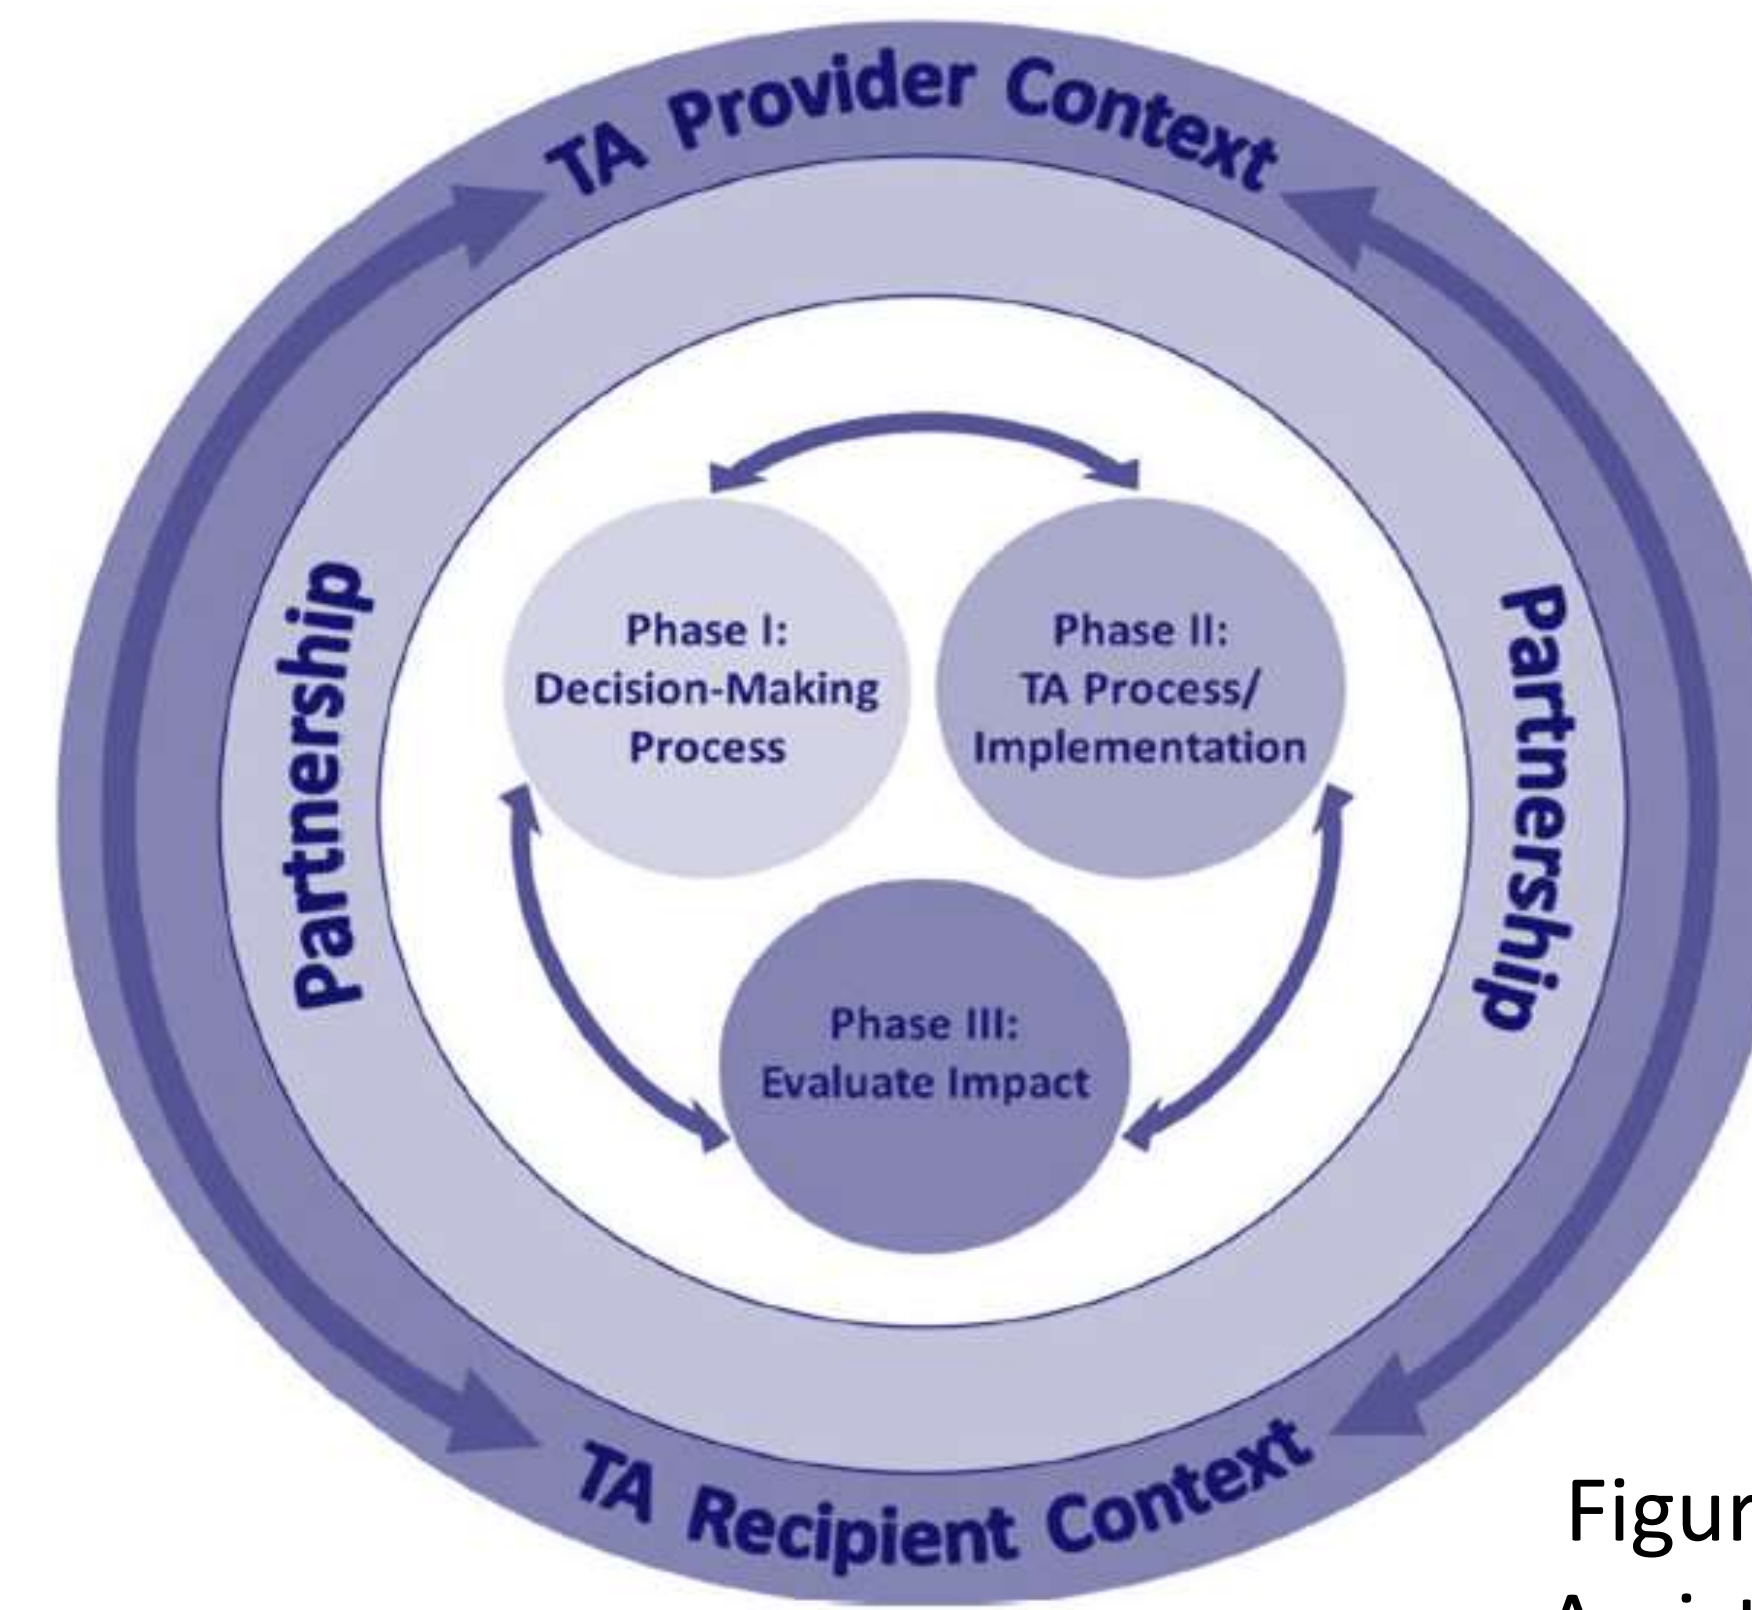 TA Provider Context
Partnership
Partnership
Phase I:
Decision-Making
Process
Phase II:
TA Process/
Implementation
Phase III:
Evaluate Impact
TA Recipient Context
Figur